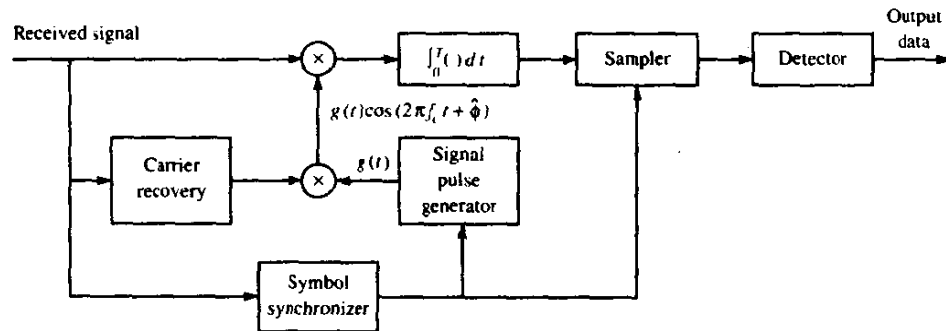 Received signal
Output
data
∫₀ᵀ( ) dt
Sampler
Detector
×
g(t)cos(2πf_c t + φ̂)
Carrier
recovery
×
g(t)
Signal
pulse
generator
Symbol
synchronizer